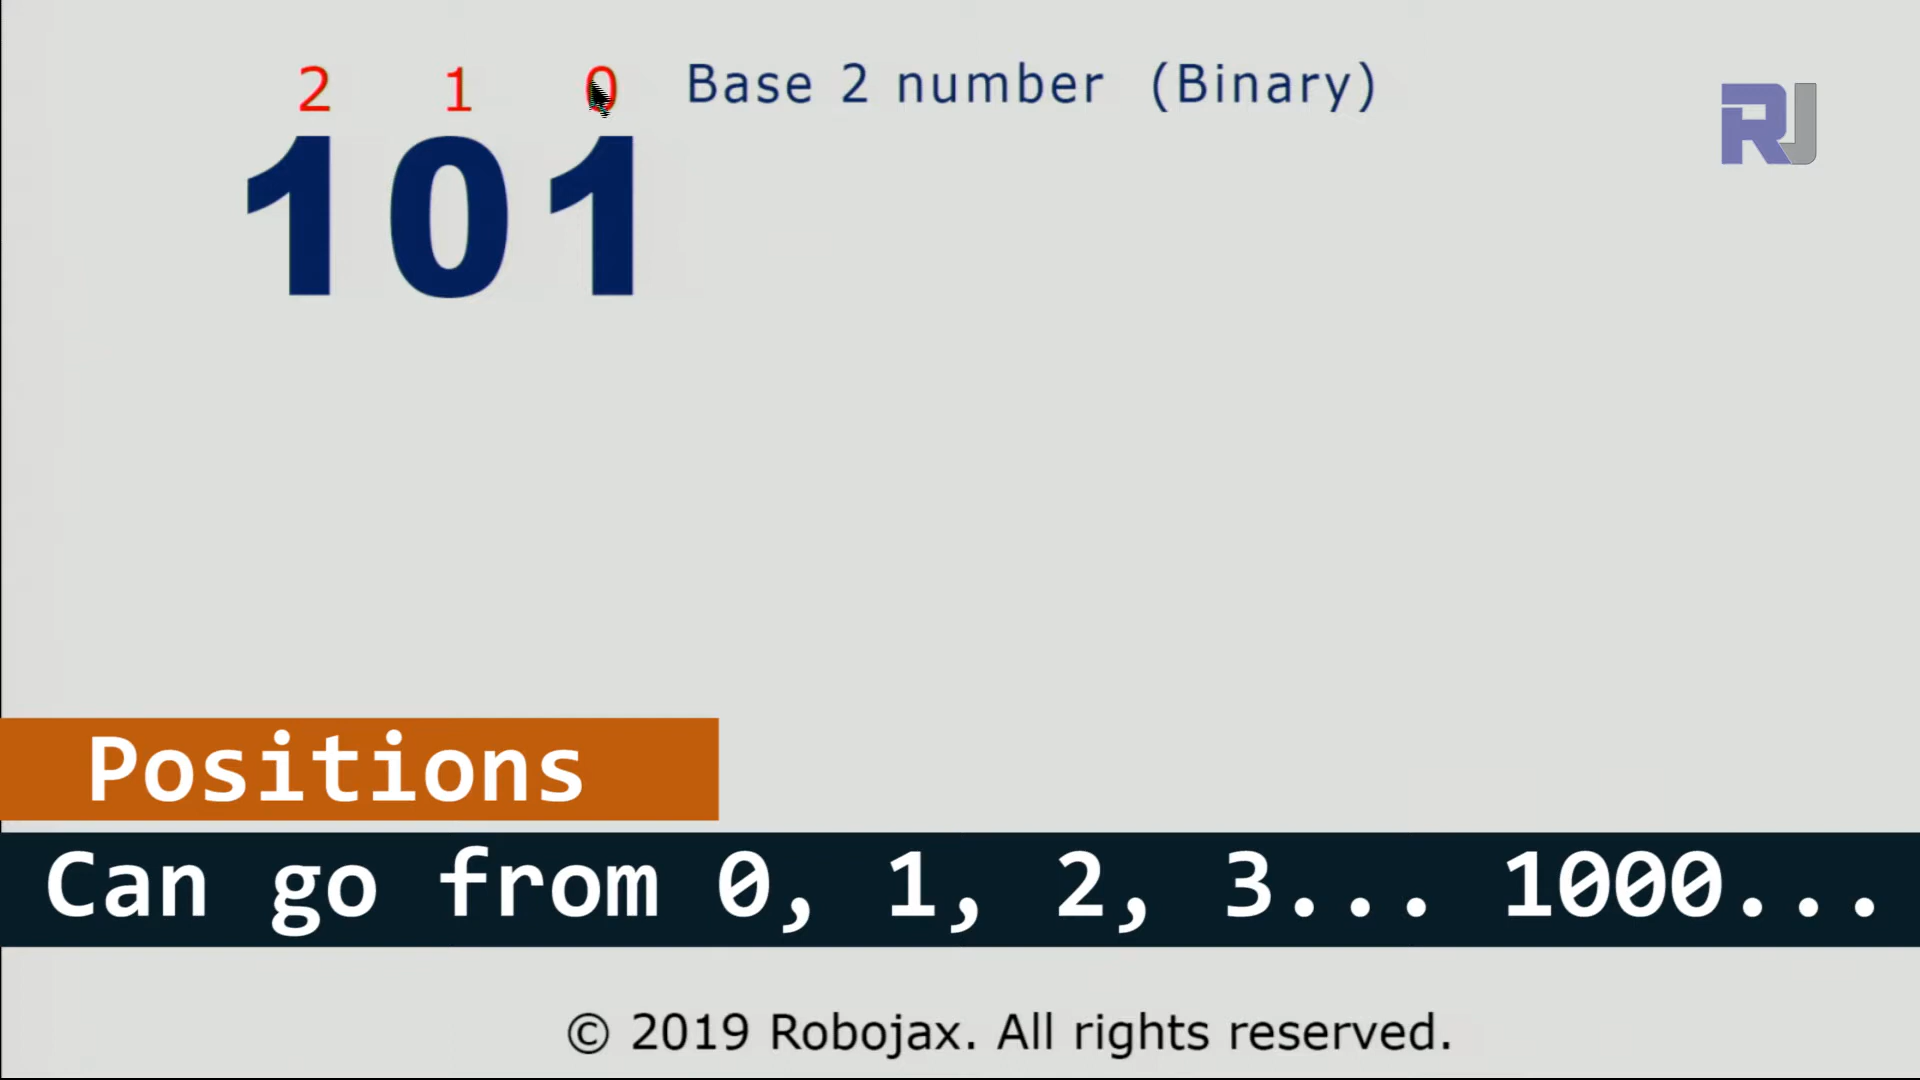 2 1 0 Base 2 number (Binary)
RJ
101
Positions
Can go from 0, 1, 2, 3... 1000...
© 2019 Robojax. All rights reserved.